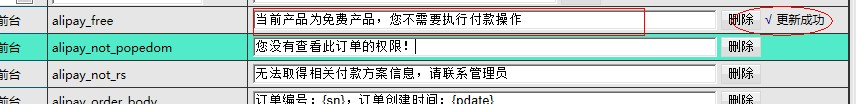 前台 alipay_free 当前产品为免费产品，您不需要执行付款操作 删除 √ 更新成功
前台 alipay_not_popedom 您没有查看此订单的权限！ 删除
前台 alipay_not_rs 无法取得相关付款方案信息，请联系管理员 删除
前台 alipay_order_body 订单编号：{sn}，订单创建时间：{pdate} 删除